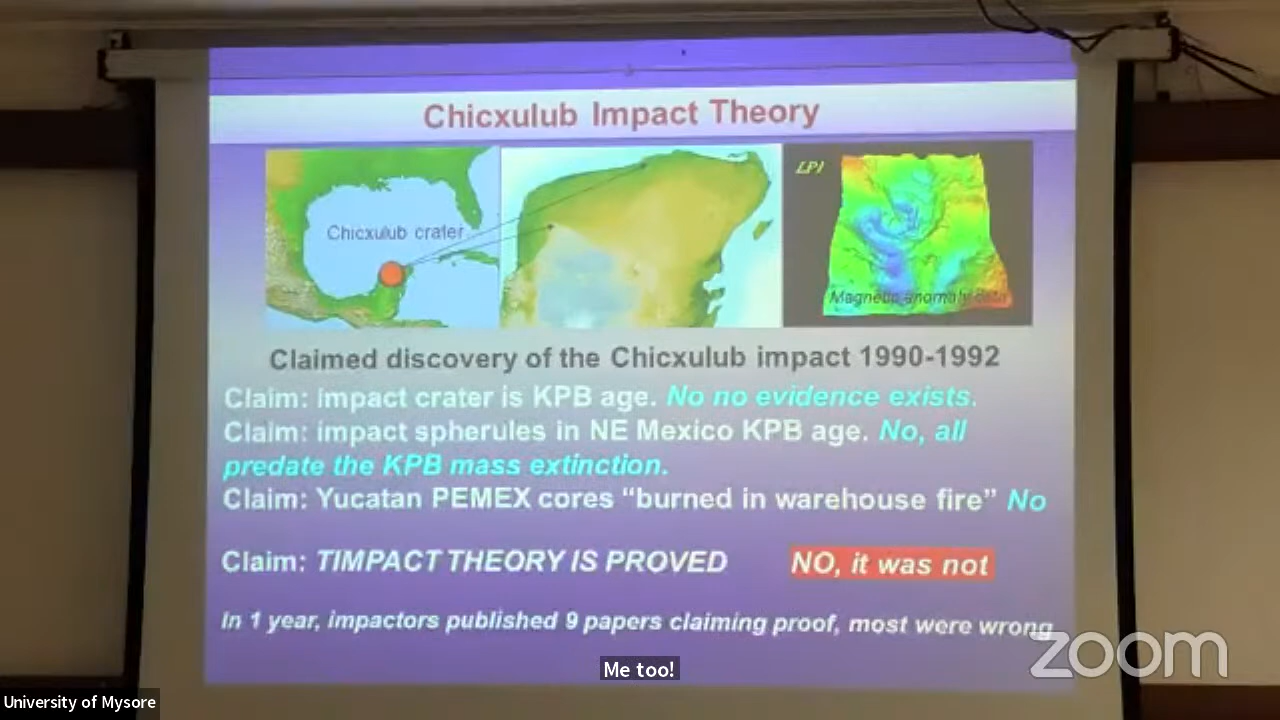 Chicxulub Impact Theory
LPI
Chicxulub crater
Magnetic anomaly data
Claimed discovery of the Chicxulub impact 1990-1992
Claim: impact crater is KPB age. No no evidence exists.
Claim: impact spherules in NE Mexico KPB age. No, all
predate the KPB mass extinction.
Claim: Yucatan PEMEX cores “burned in warehouse fire” No
Claim: TIMPACT THEORY IS PROVED NO, it was not
In 1 year, impactors published 9 papers claiming proof, most were wrong
zoom
Me too!
University of Mysore